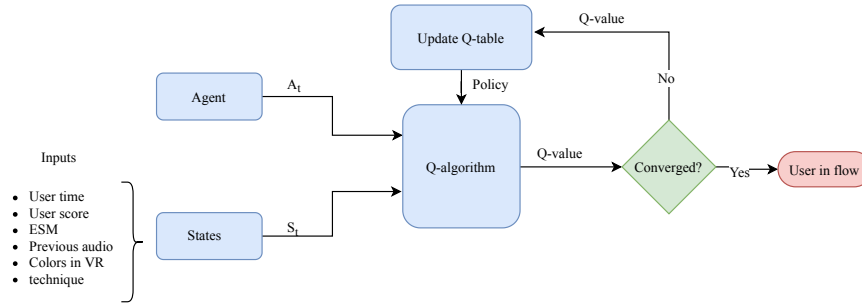 Q-value
Update Q-table
No
Policy
Agent
A_t
Q-algorithm
Q-value
Converged?
Yes
User in flow
Inputs
• User time
• User score
• ESM
• Previous audio
• Colors in VR
• technique
States
S_t